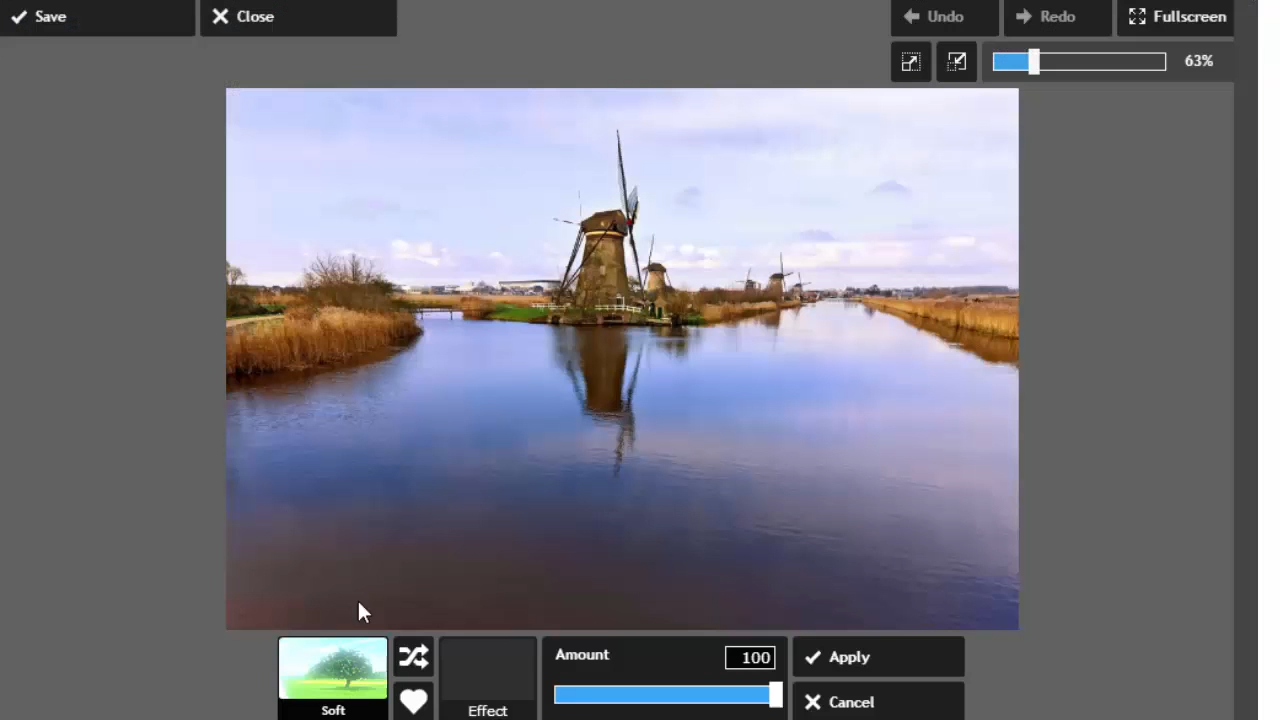 Save
Close
Undo
Redo
Fullscreen
63%
Amount
100
Apply
Soft
Effect
Cancel